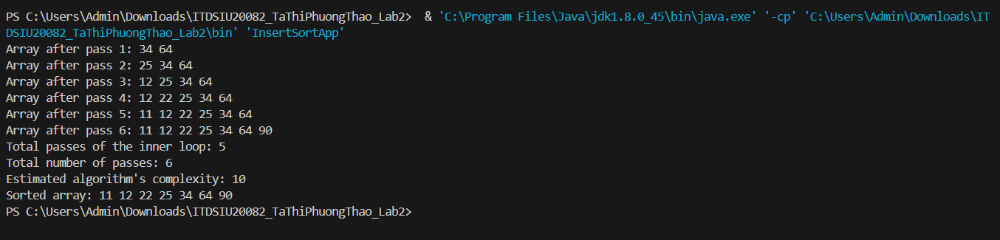 PS C:\Users\Admin\Downloads\ITDSIU20082_TaThiPhuongThao_Lab2>  & 'C:\Program Files\Java\jdk1.8.0_45\bin\java.exe' '-cp' 'C:\Users\Admin\Downloads\IT
DSIU20082_TaThiPhuongThao_Lab2\bin' 'InsertSortApp'
Array after pass 1: 34 64
Array after pass 2: 25 34 64
Array after pass 3: 12 25 34 64
Array after pass 4: 12 22 25 34 64
Array after pass 5: 11 12 22 25 34 64
Array after pass 6: 11 12 22 25 34 64 90
Total passes of the inner loop: 5
Total number of passes: 6
Estimated algorithm's complexity: 10
Sorted array: 11 12 22 25 34 64 90
PS C:\Users\Admin\Downloads\ITDSIU20082_TaThiPhuongThao_Lab2>